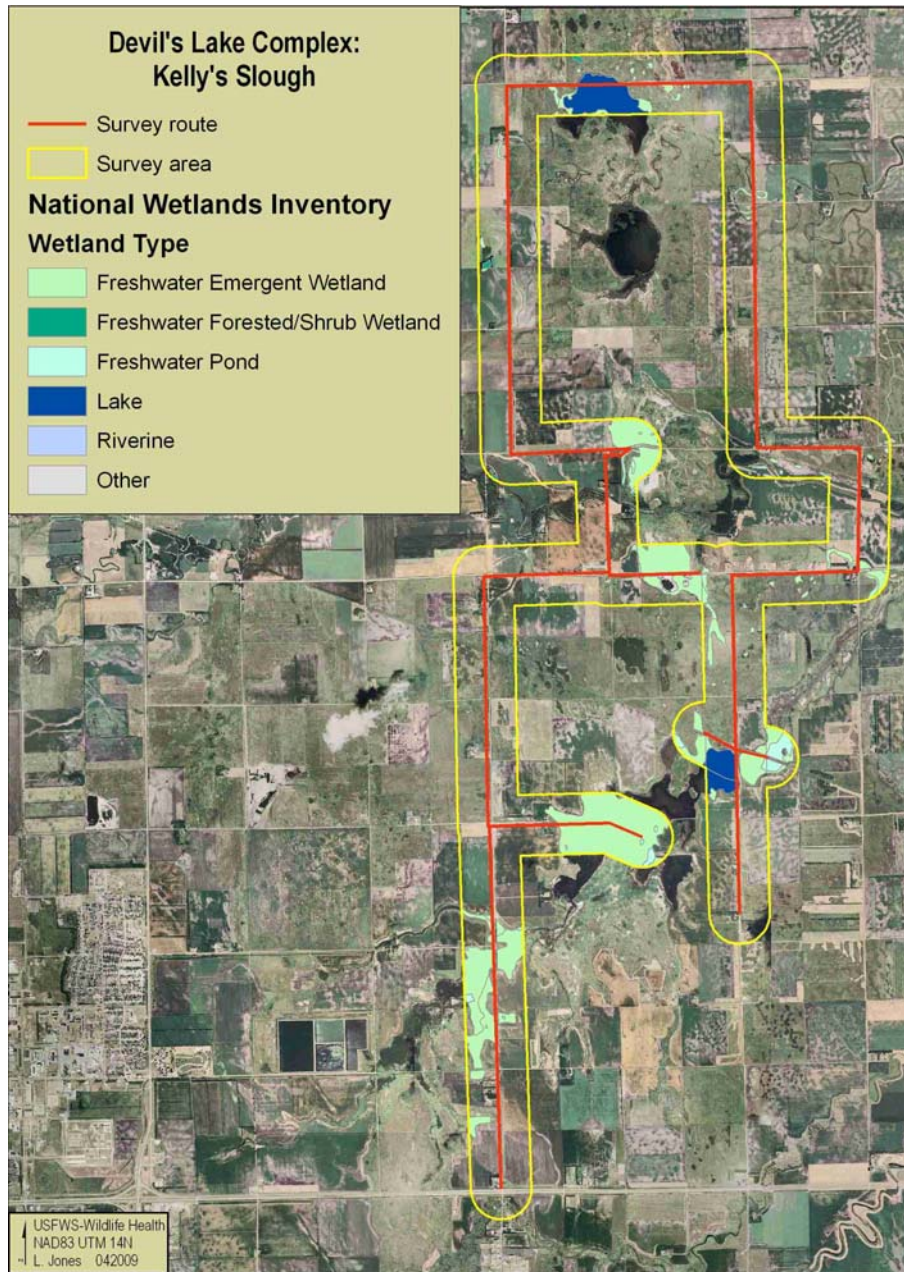 Devil's Lake Complex:
Kelly's Slough
Survey route
Survey area
National Wetlands Inventory
Wetland Type
Freshwater Emergent Wetland
Freshwater Forested/Shrub Wetland
Freshwater Pond
Lake
Riverine
Other
USFWS-Wildlife Health
NAD83 UTM 14N
L. Jones 042009